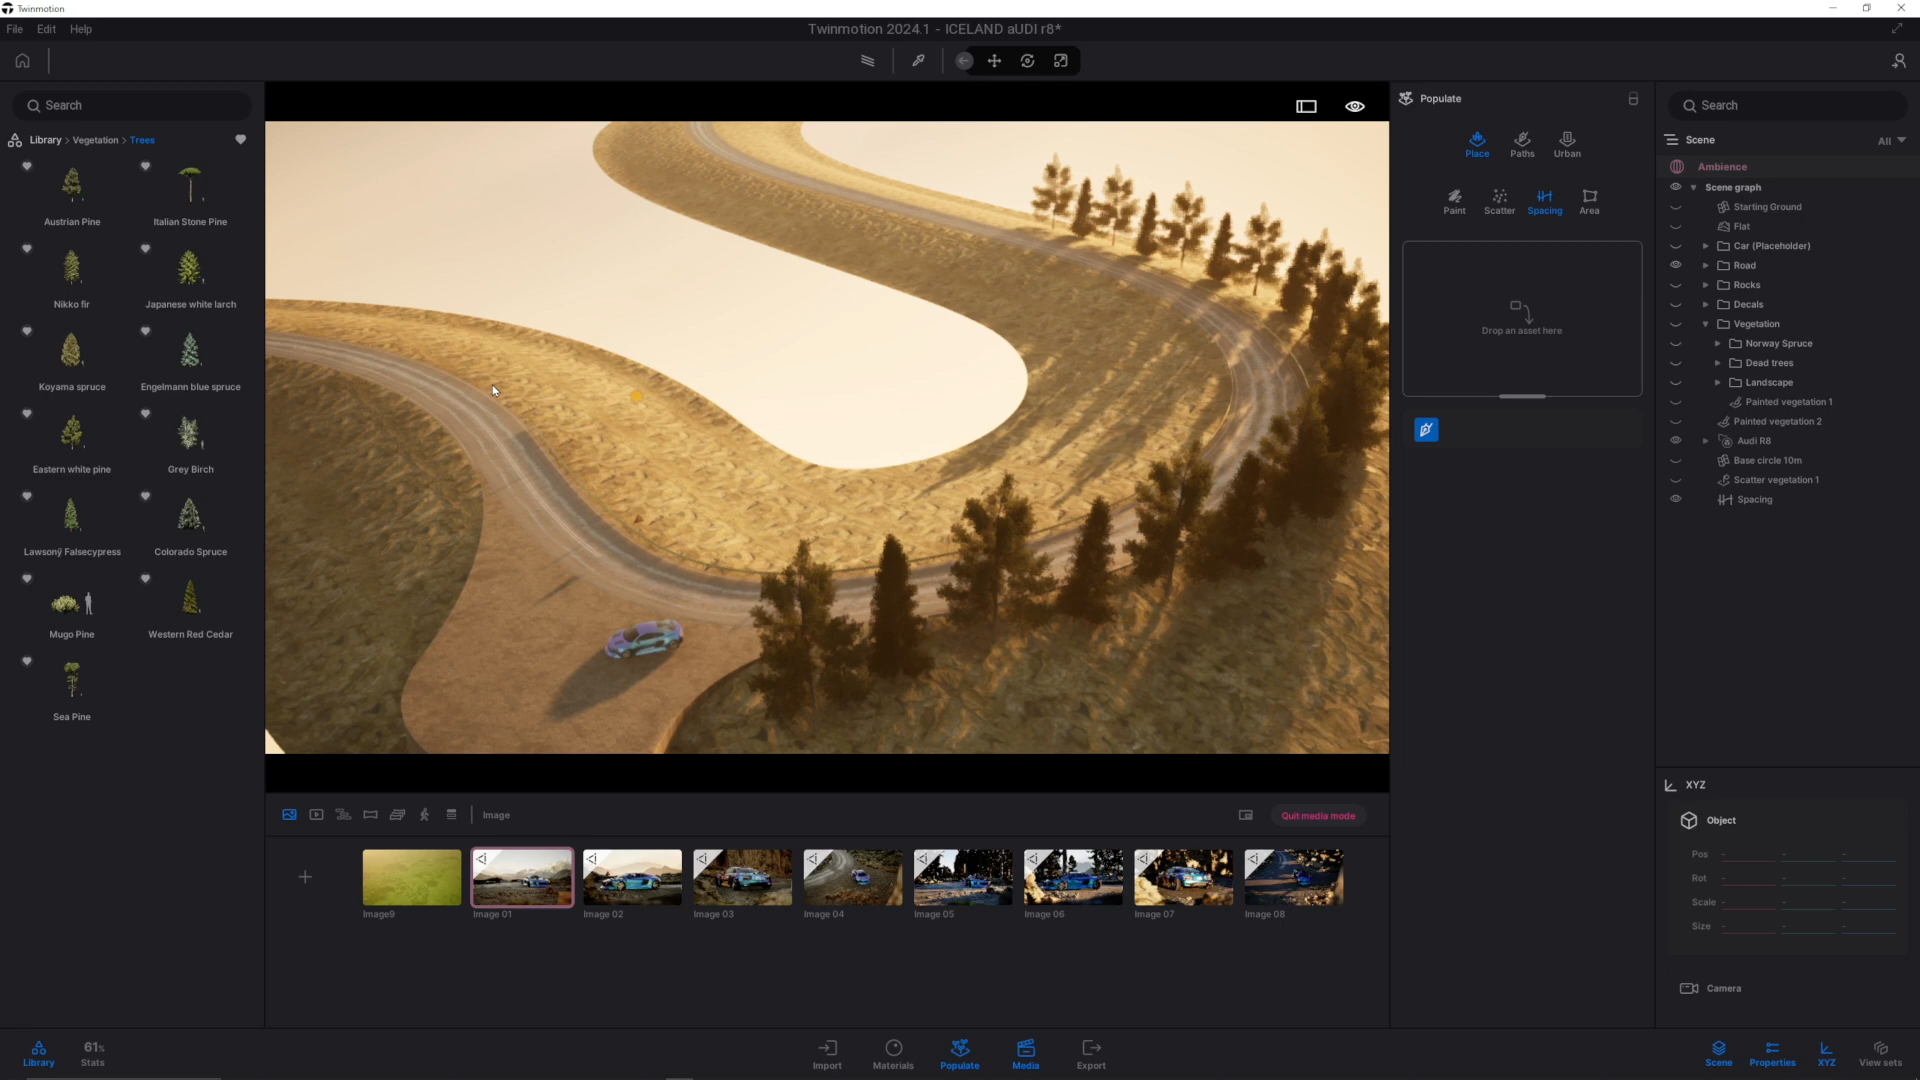 Twinmotion
File Edit Help
Twinmotion 2024.1 - ICELAND aUDI r8*
Search
Library > Vegetation > Trees
Austrian Pine
Italian Stone Pine
Nikko fir
Japanese white larch
Koyama spruce
Engelmann blue spruce
Eastern white pine
Grey Birch
Lawsoný Falsecypress
Colorado Spruce
Mugo Pine
Western Red Cedar
Sea Pine
Image
Quit media mode
Image9
Image 01
Image 02
Image 03
Image 04
Image 05
Image 06
Image 07
Image 08
Populate
Place
Paths
Urban
Paint
Scatter
Spacing
Area
Drop an asset here
Search
Scene
All
Ambience
Scene graph
Starting Ground
Flat
Car (Placeholder)
Road
Rocks
Decals
Vegetation
Norway Spruce
Dead trees
Landscape
Painted vegetation 1
Painted vegetation 2
Audi R8
Base circle 10m
Scatter vegetation 1
Spacing
XYZ
Object
Pos - - -
Rot - - -
Scale - - -
Size - - -
Camera
Library
61%
Stats
Import
Materials
Populate
Media
Export
Scene
Properties
XYZ
View sets